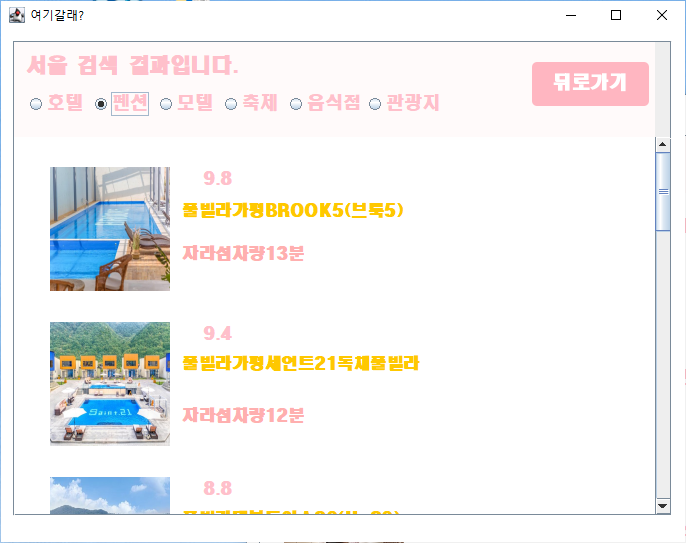 여기갈래?
서울 검색 결과입니다.
뒤로가기
호텔 펜션 모텔 축제 음식점 관광지
9.8
풀빌라가평BROOK5(브룩5)
자라섬차량13분
9.4
풀빌라가평세인트21독채풀빌라
자라섬차량12분
8.8